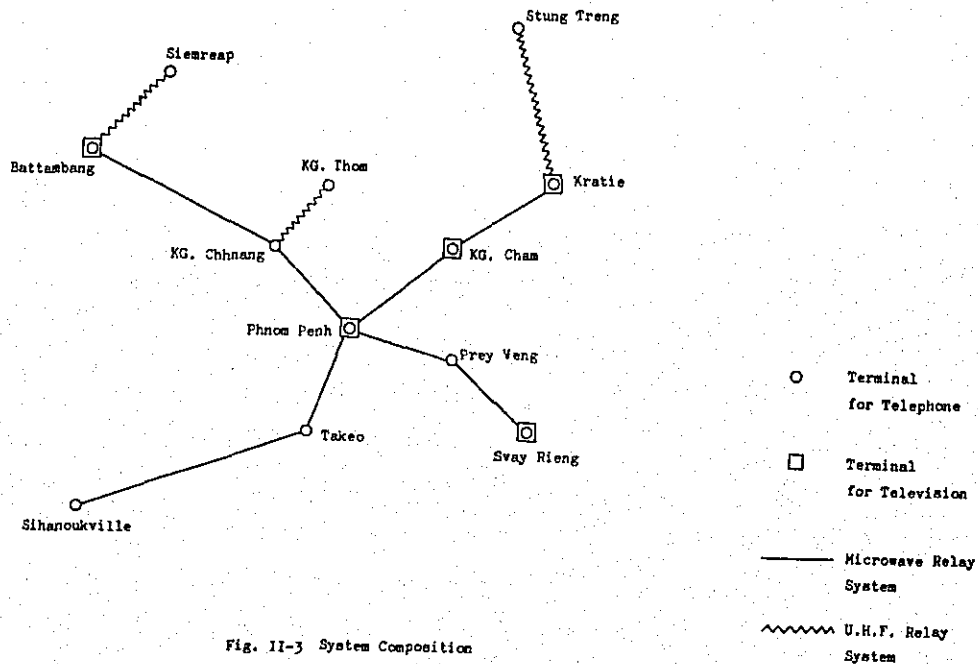 Stung Treng
Siemreap
Battambang
KG. Thom
Kratie
KG. Chhnang
KG. Cham
Phnom Penh
Prey Veng
Terminal
for Telephone
Takeo
Svay Rieng
Terminal
for Television
Sihanoukville
Microwave Relay
System
U.H.F. Relay
System
Fig. II-3 System Composition